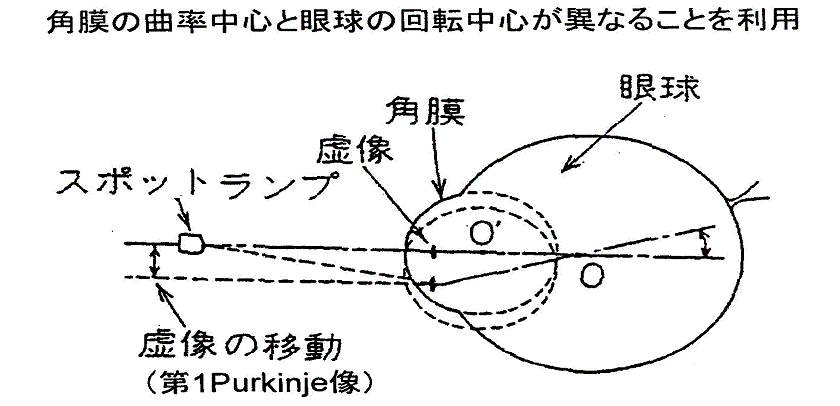 角膜の曲率中心と眼球の回転中心が異なることを利用
眼球
角膜
虚像
スポットランプ
O'
O
虚像の移動
（第1Purkinje像）